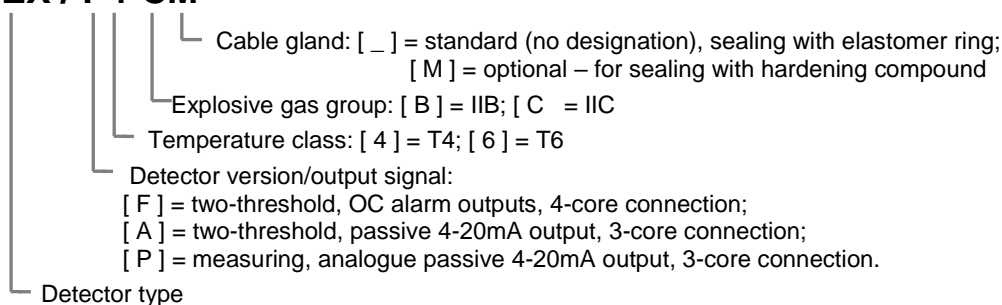 Cable gland: [ _ ] = standard (no designation), sealing with elastomer ring;
[ M ] = optional – for sealing with hardening compound
Explosive gas group: [ B ] = IIB; [ C  = IIC
Temperature class: [ 4 ] = T4; [ 6 ] = T6
Detector version/output signal:
[ F ] = two-threshold, OC alarm outputs, 4-core connection;
[ A ] = two-threshold, passive 4-20mA output, 3-core connection;
[ P ] = measuring, analogue passive 4-20mA output, 3-core connection.
Detector type